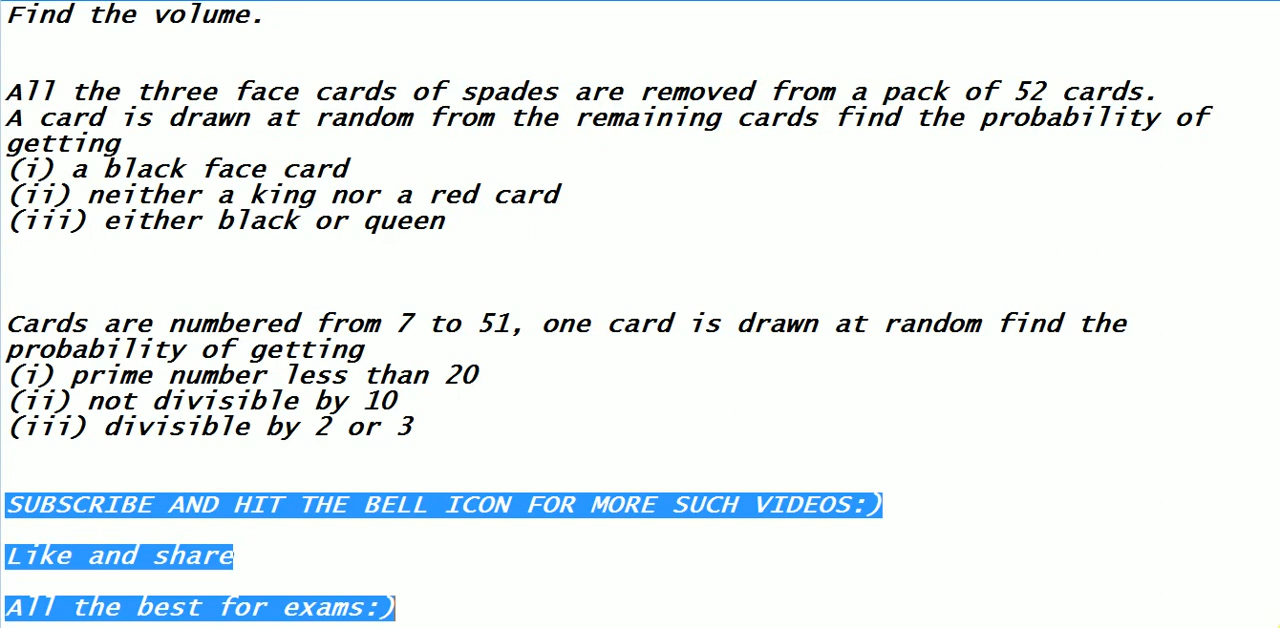 Find the volume.
All the three face cards of spades are removed from a pack of 52 cards.
A card is drawn at random from the remaining cards find the probability of
getting
(i) a black face card
(ii) neither a king nor a red card
(iii) either black or queen
Cards are numbered from 7 to 51, one card is drawn at random find the
probability of getting
(i) prime number less than 20
(ii) not divisible by 10
(iii) divisible by 2 or 3
SUBSCRIBE AND HIT THE BELL ICON FOR MORE SUCH VIDEOS:)
Like and share
All the best for exams:)